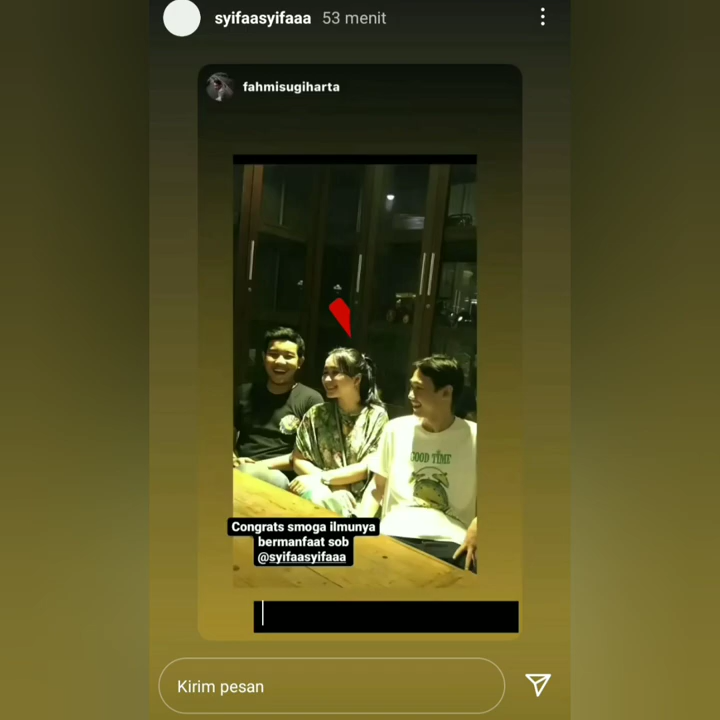 syifaasyifaaa 53 menit
fahmisugiharta
GOOD TIME
Congrats smoga ilmunya
bermanfaat sob
@syifaasyifaaa
Kirim pesan